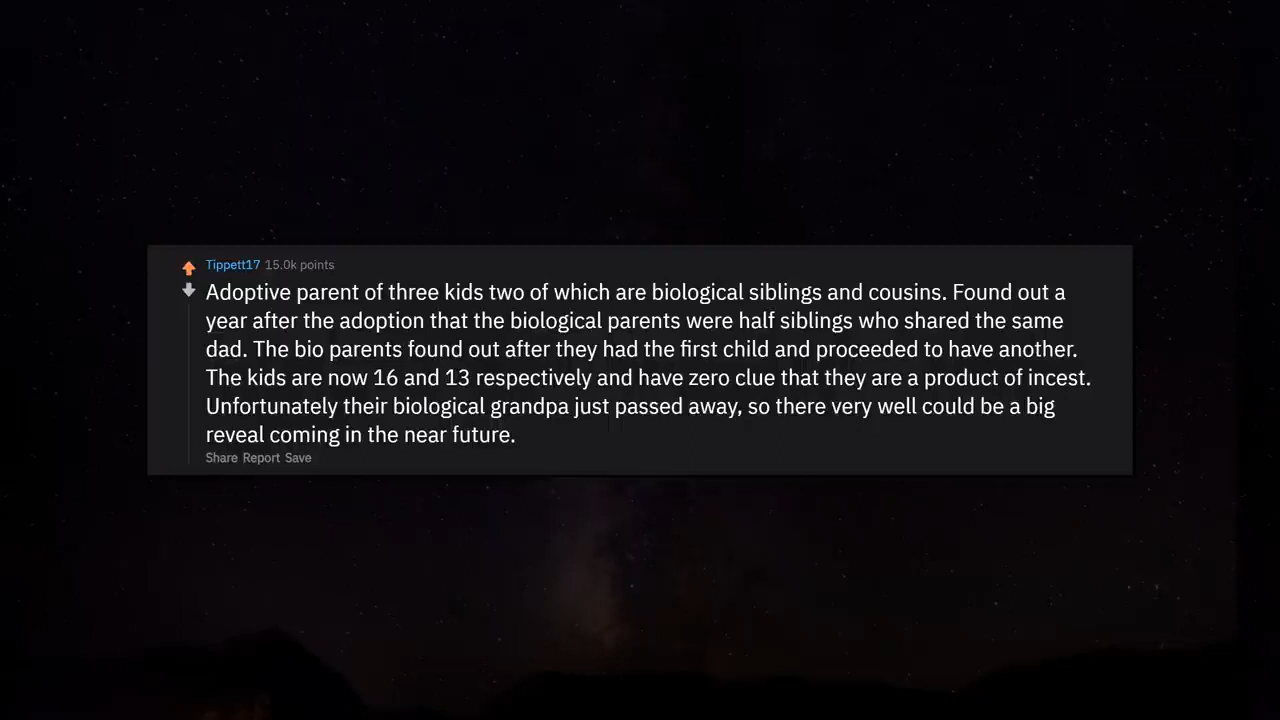 Tippett17 15.0k points
Adoptive parent of three kids two of which are biological siblings and cousins. Found out a
year after the adoption that the biological parents were half siblings who shared the same
dad. The bio parents found out after they had the first child and proceeded to have another.
The kids are now 16 and 13 respectively and have zero clue that they are a product of incest.
Unfortunately their biological grandpa just passed away, so there very well could be a big
reveal coming in the near future.
Share Report Save